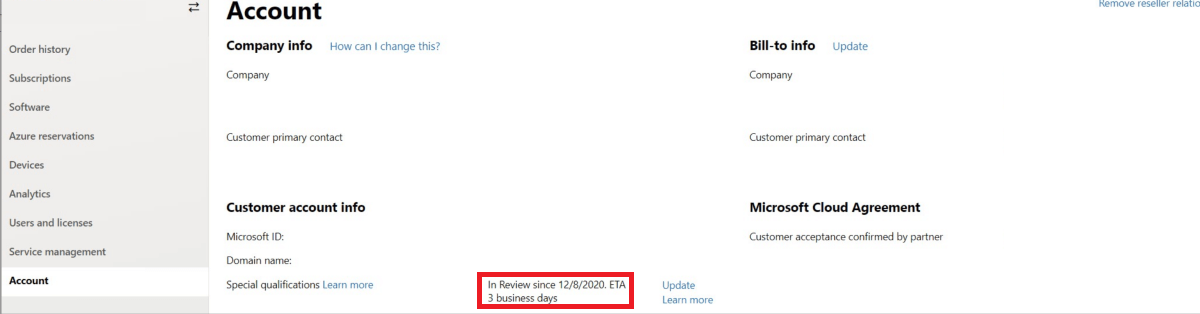 Account
Remove reseller
Order history
Subscriptions
Software
Azure reservations
Devices
Analytics
Users and licenses
Service management
Account
Company info How can I change this?
Company
Customer primary contact
Bill-to info Update
Company
Customer primary contact
Customer account info
Microsoft ID:
Domain name:
Special qualifications Learn more
In Review since 12/8/2020. ETA
3 business days
Update
Learn more
Microsoft Cloud Agreement
Customer acceptance confirmed by partner